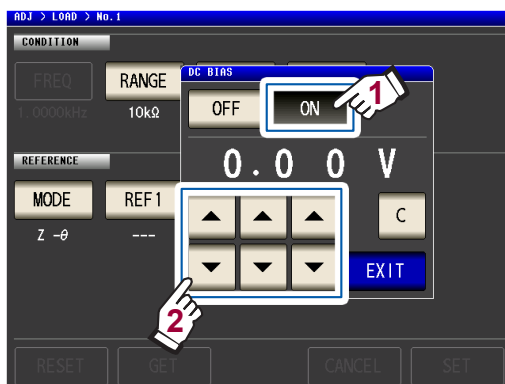 ADJ > LOAD > No.1
CONDITION
FREQ
RANGE
1.0000kHz
10kΩ
DC BIAS
OFF
ON
1
0.00 V
REFERENCE
MODE
REF1
C
Z -θ
---
EXIT
2
RESET
GET
CANCEL
SET